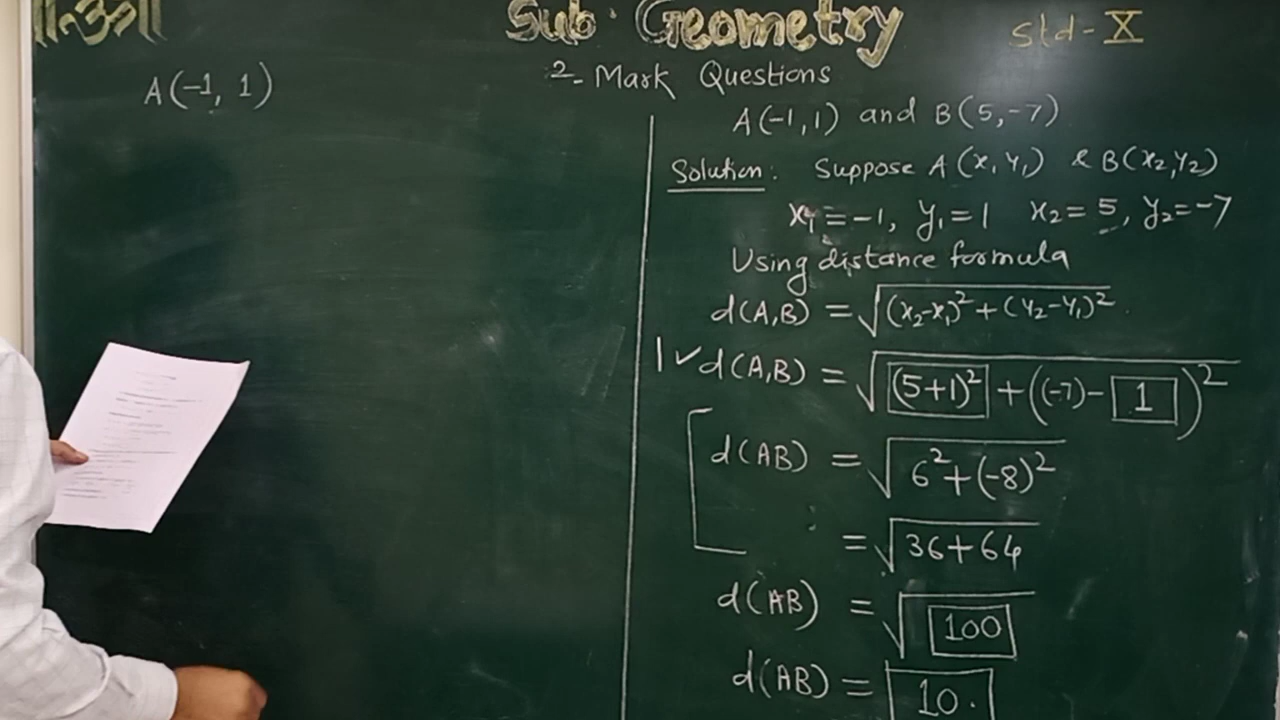 Sub. Geometry
Std - X
2- Mark Questions
A(-1, 1)
A(-1,1) and B(5,-7)
Solution: Suppose A(x, y₁) & B(x₂,y₂)
x₁ = -1, y₁ = 1 x₂ = 5, y₂ = -7
Using distance formula
d(A,B) = √(x₂-x₁)² + (y₂-y₁)²
1✓ d(A,B) = √(5+1)² + ((-7) - 1)²
d(AB) = √6² + (-8)²
= √36+64
d(AB) = √100
d(AB) = 10.